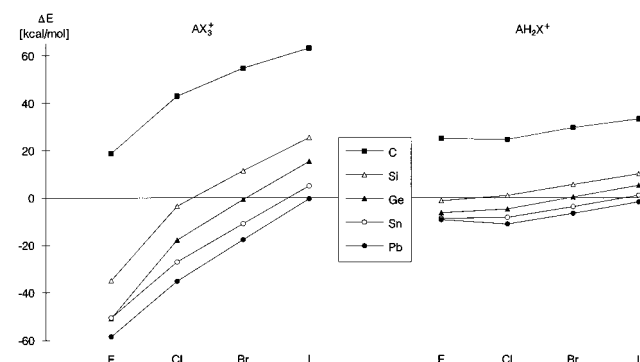 ΔE
[kcal/mol]
AX₃⁺
AH₂X⁺
60
40
20
0
-20
-40
-60
C
Si
Ge
Sn
Pb
F Cl Br I
F Cl Br I